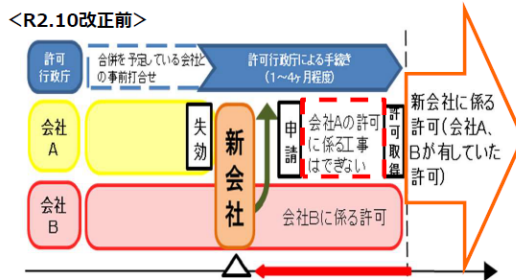 <R2.10改正前>
許可
行政庁
合併を予定している会社と
の事前打合せ
許可行政庁による手続き
(1~4ヶ月程度)
会社
A
失効
新会社
申請
会社Aの許可
に係る工事
はできない
許可取得
新会社に係る
許可(会社A、
Bが有していた
許可)
会社
B
会社Bに係る許可